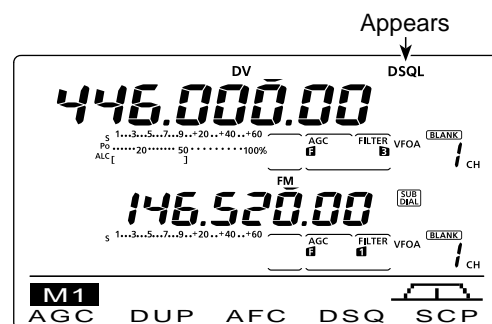 Appears
DV DSQL
446.000.00
S 1...3...5...7...9..+20..+40..+60
Po ......20....... 50 ...............100%
ALC [ ]
AGC FILTER VFOA BLANK
F 3 1 CH
FM
146.520.00 SUB DIAL
S 1...3...5...7...9..+20..+40..+60
AGC FILTER VFOA BLANK
F 1 1 CH
M1
AGC DUP AFC DSQ SCP